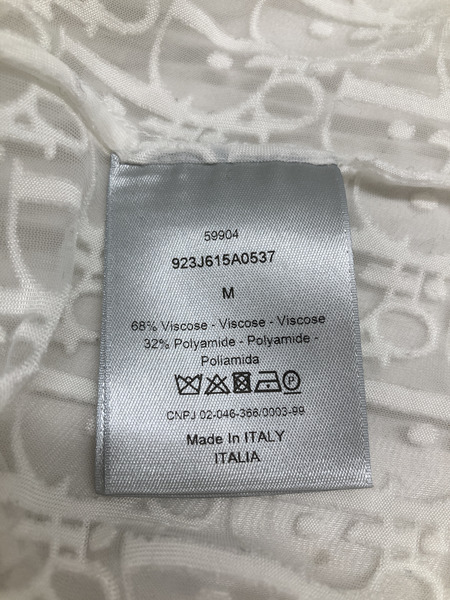 59904
923J615A0537
M
68% Viscose - Viscose - Viscose
32% Polyamide - Polyamide -
Poliamida
CNPJ 02-046-366/0003-99
Made In ITALY
ITALIA